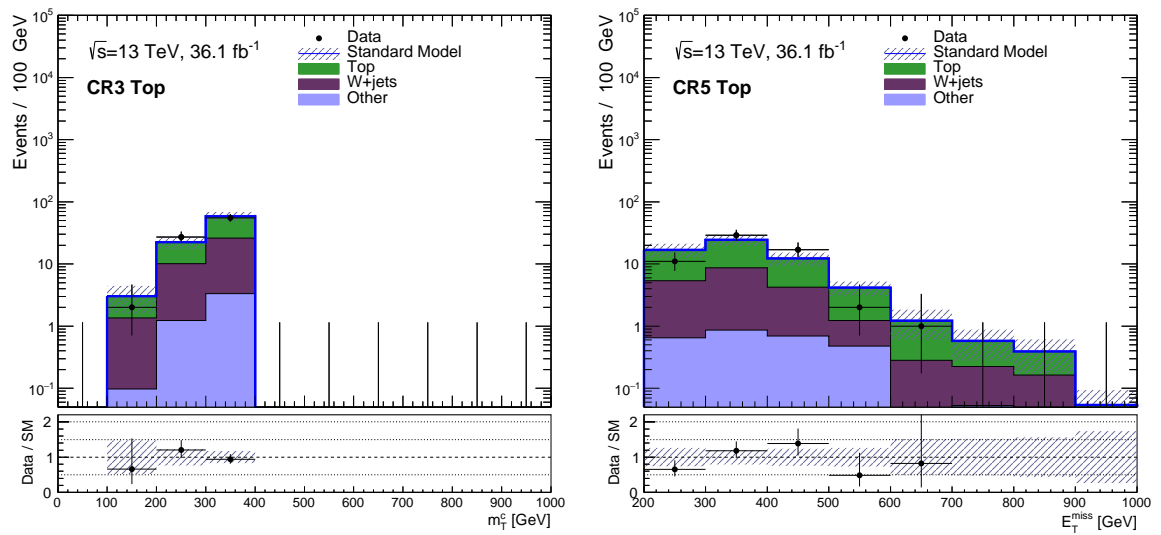 Events / 100 GeV
10⁵
10⁴
10³
10²
10
1
10⁻¹
√s=13 TeV, 36.1 fb⁻¹
CR3 Top
Data
Standard Model
Top
W+jets
Other
Data / SM
2
1
0
0 100 200 300 400 500 600 700 800 900 1000
m_T^c [GeV]
Events / 100 GeV
10⁵
10⁴
10³
10²
10
1
10⁻¹
√s=13 TeV, 36.1 fb⁻¹
CR5 Top
Data
Standard Model
Top
W+jets
Other
Data / SM
2
1
0
200 300 400 500 600 700 800 900 1000
E_T^miss [GeV]